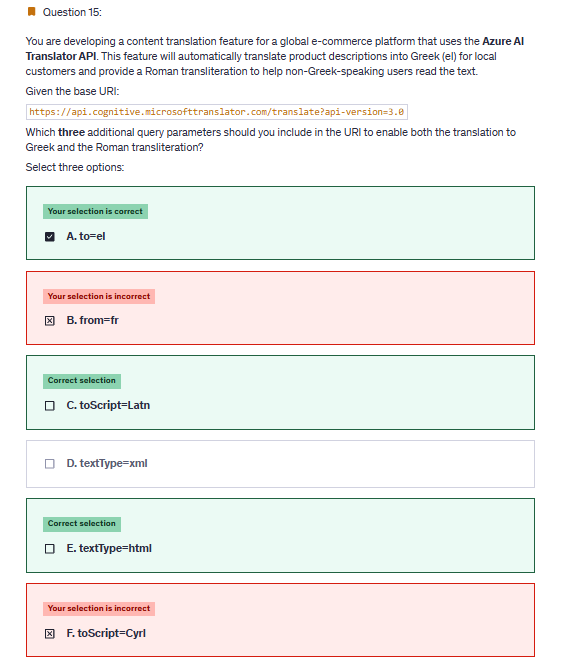 Question 15:
You are developing a content translation feature for a global e-commerce platform that uses the Azure AI
Translator API. This feature will automatically translate product descriptions into Greek (el) for local
customers and provide a Roman transliteration to help non-Greek-speaking users read the text.
Given the base URI:
https://api.cognitive.microsofttranslator.com/translate?api-version=3.0
Which three additional query parameters should you include in the URI to enable both the translation to
Greek and the Roman transliteration?
Select three options:
Your selection is correct
A. to=el
Your selection is incorrect
B. from=fr
Correct selection
C. toScript=Latn
D. textType=xml
Correct selection
E. textType=html
Your selection is incorrect
F. toScript=Cyrl